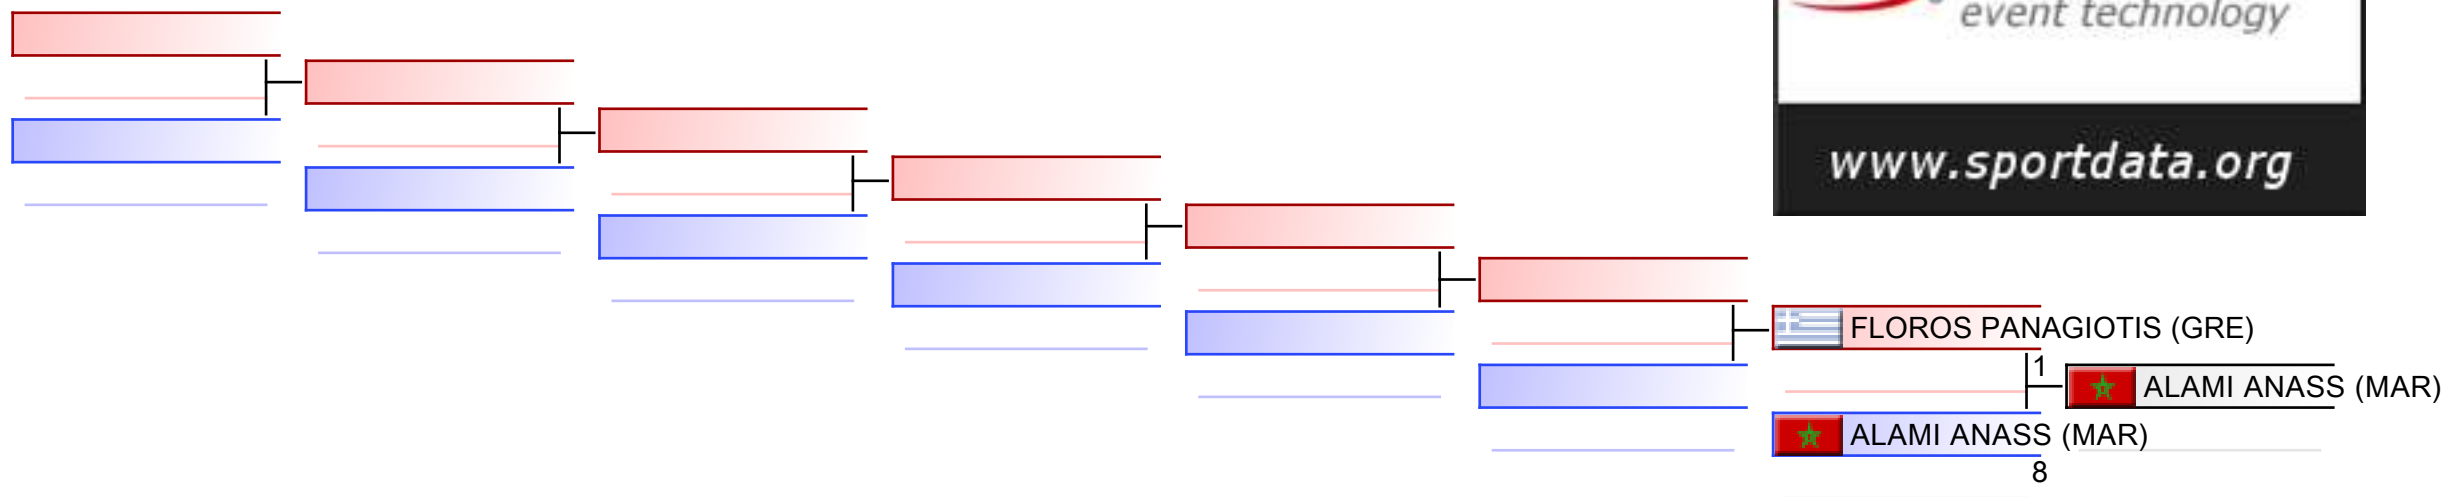 event technology
www.sportdata.org
FLOROS PANAGIOTIS (GRE)
1
ALAMI ANASS (MAR)
ALAMI ANASS (MAR)
8